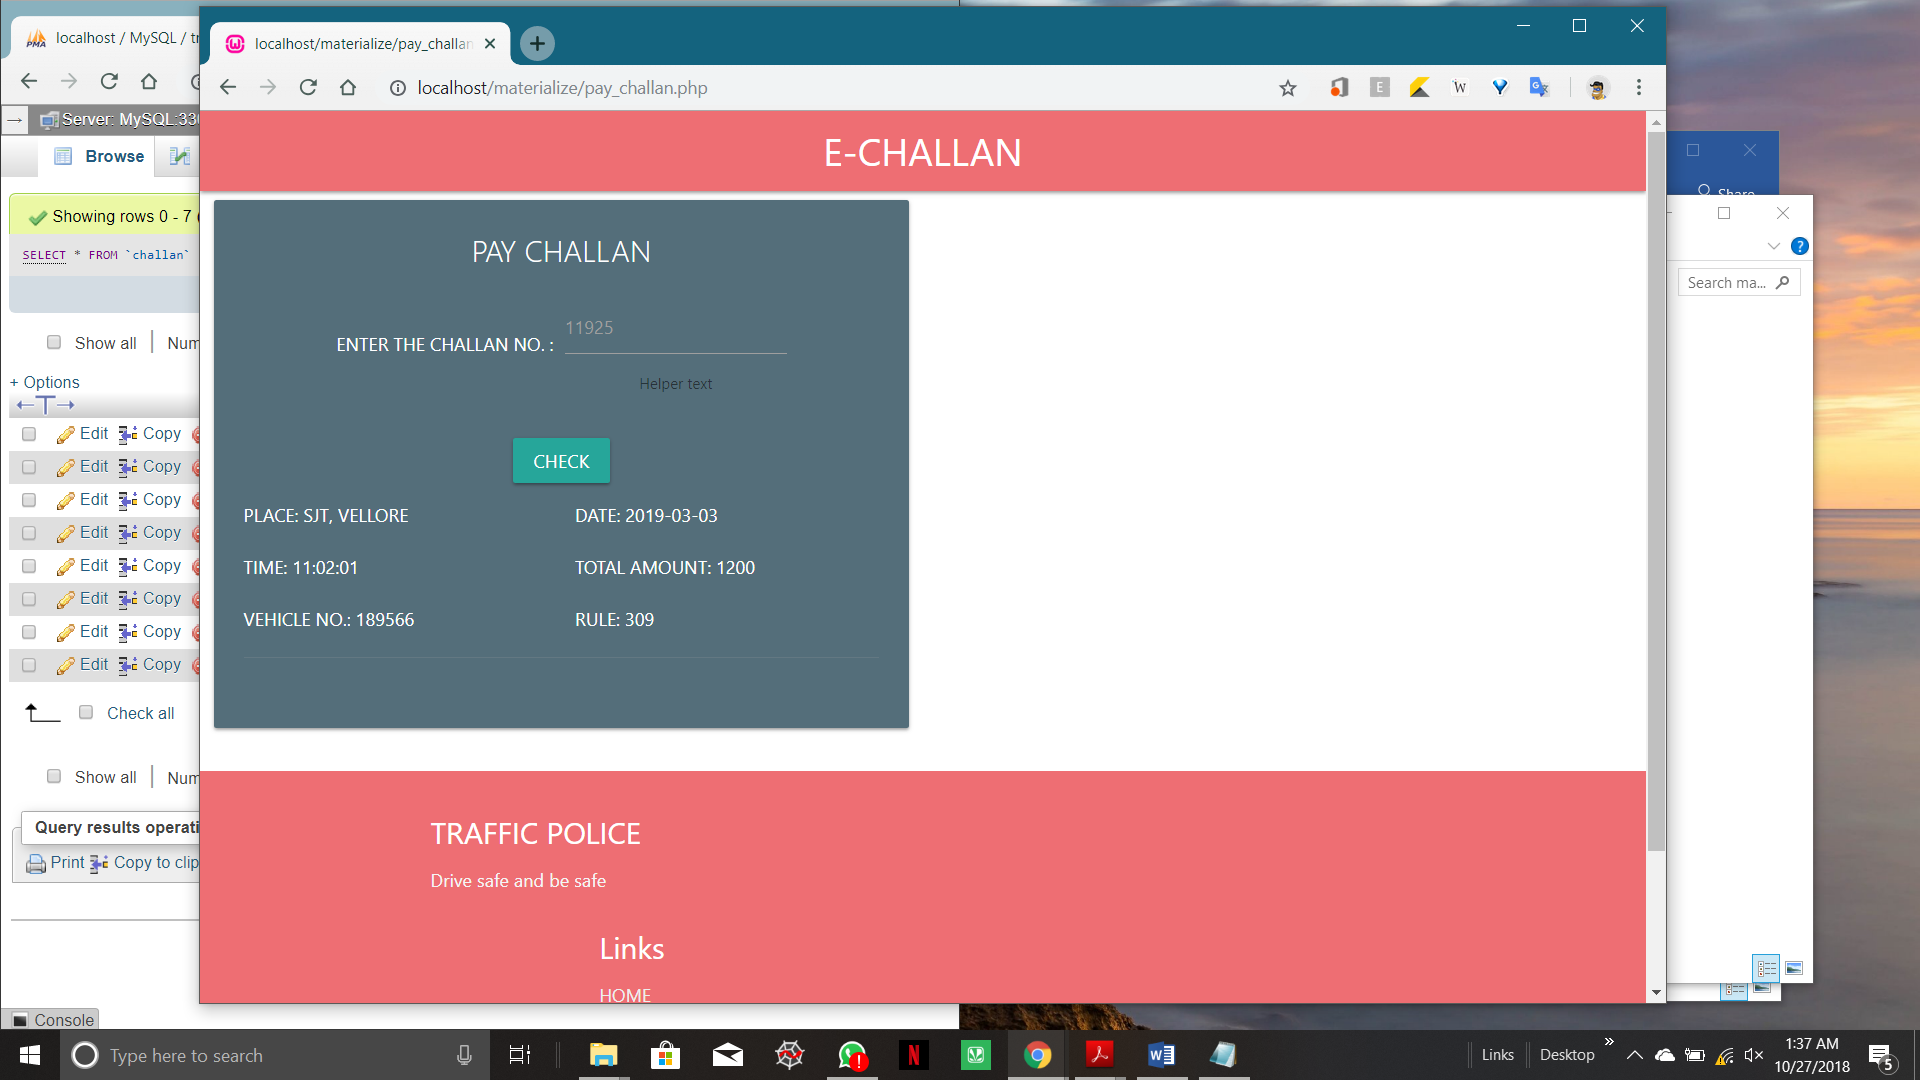 localhost / MySQL / tr
localhost/materialize/pay_challan
localhost/materialize/pay_challan.php
Server: MySQL:330
Browse
Showing rows 0 - 7 (
SELECT * FROM `challan`
Show all
Num
+ Options
Edit Copy
Edit Copy
Edit Copy
Edit Copy
Edit Copy
Edit Copy
Edit Copy
Edit Copy
Check all
Show all
Num
Query results operati
Print Copy to clip
Console
E-CHALLAN
PAY CHALLAN
ENTER THE CHALLAN NO. : 11925
Helper text
CHECK
PLACE: SJT, VELLORE DATE: 2019-03-03
TIME: 11:02:01 TOTAL AMOUNT: 1200
VEHICLE NO.: 189566 RULE: 309
TRAFFIC POLICE
Drive safe and be safe
Links
HOME
Share
Search ma...
Type here to search
Links Desktop
1:37 AM
10/27/2018
5